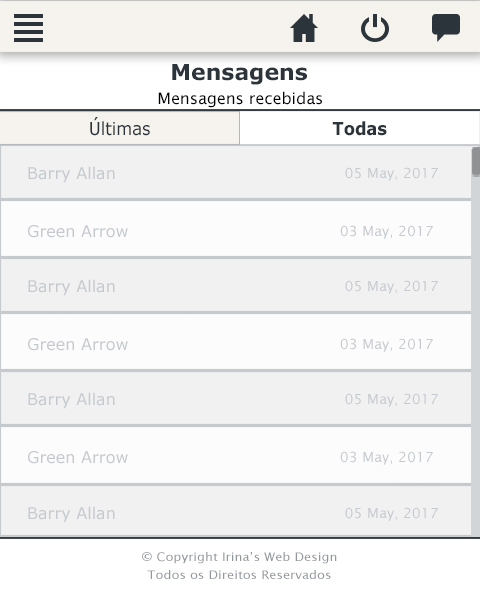 Mensagens
Mensagens recebidas
Últimas Todas
Barry Allan 05 May, 2017
Green Arrow 03 May, 2017
Barry Allan 05 May, 2017
Green Arrow 03 May, 2017
Barry Allan 05 May, 2017
Green Arrow 03 May, 2017
Barry Allan 05 May, 2017
© Copyright Irina's Web Design
Todos os Direitos Reservados